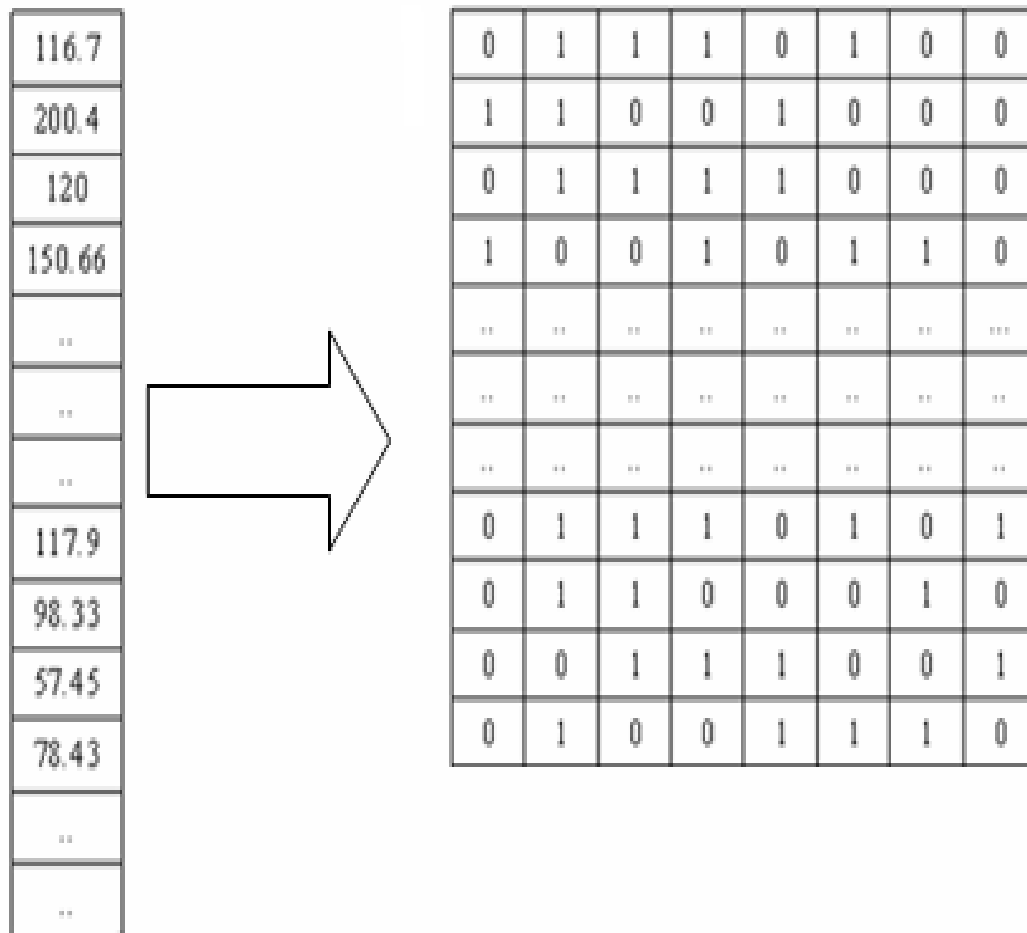 116.7
200.4
120
150.66
..
..
..
117.9
98.33
57.45
78.43
..
..
0 1 1 1 0 1 0 0
1 1 0 0 1 0 0 0
0 1 1 1 1 0 0 0
1 0 0 1 0 1 1 0
.. .. .. .. .. .. .. ...
.. .. .. .. .. .. .. ..
.. .. .. .. .. .. .. ..
0 1 1 1 0 1 0 1
0 1 1 0 0 0 1 0
0 0 1 1 1 0 0 1
0 1 0 0 1 1 1 0